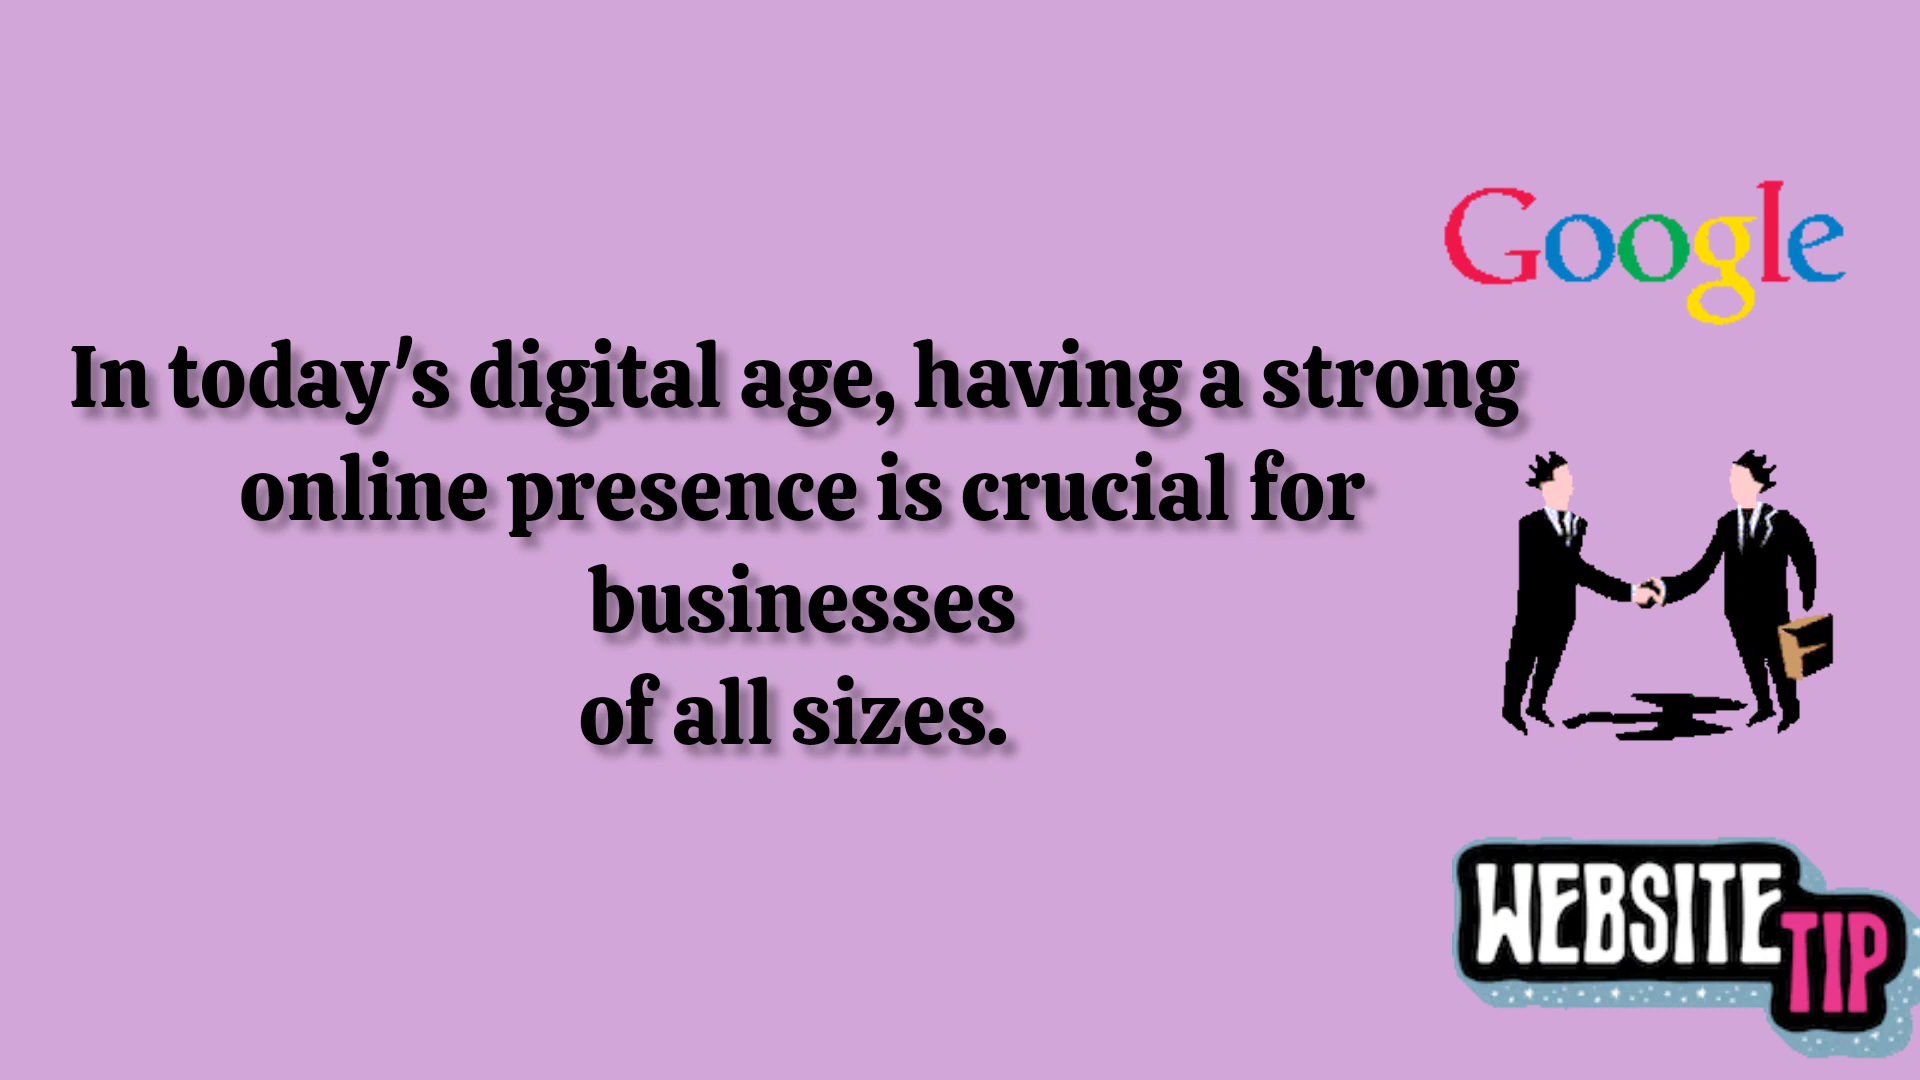 Google
In today's digital age, having a strong
online presence is crucial for
businesses
of all sizes.
WEBSITE
TIP